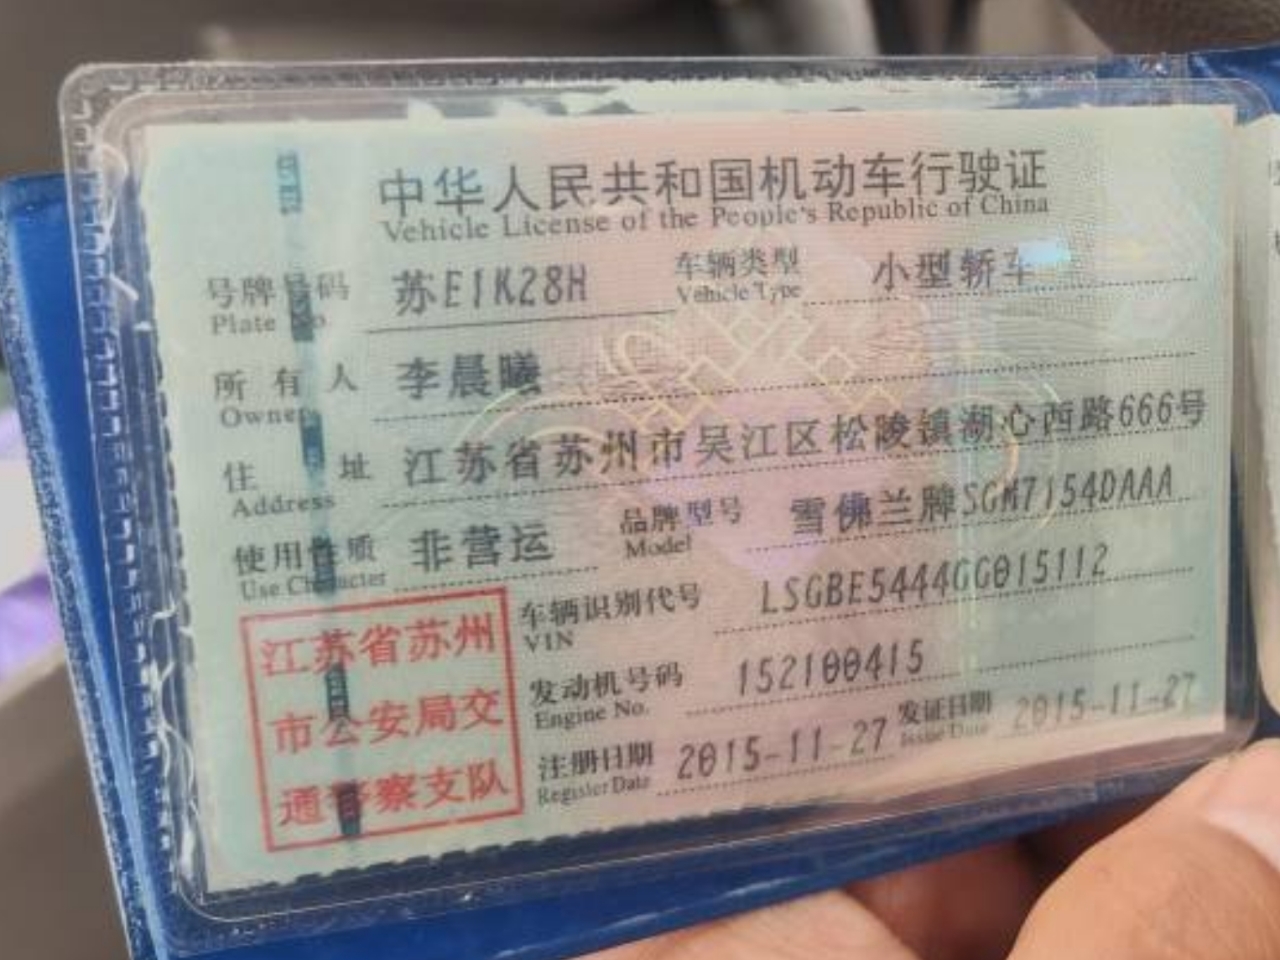 中华人民共和国机动车行驶证
Vehicle License of the People's Republic of China
号牌号码 苏E1K28H 车辆类型 小型轿车
Plate No Vehicle Type
所有人 李晨曦
Owner
住址 江苏省苏州市吴江区松陵镇湖心西路666号
Address
使用性质 非营运 品牌型号 雪佛兰牌SGM7154DAAA
Use Character Model
车辆识别代号 LSGBE5444GG015112
VIN
发动机号码 152100415
Engine No.
注册日期 2015-11-27 发证日期 2015-11-27
Register Date Issue Date
江苏省苏州
市公安局交
通警察支队